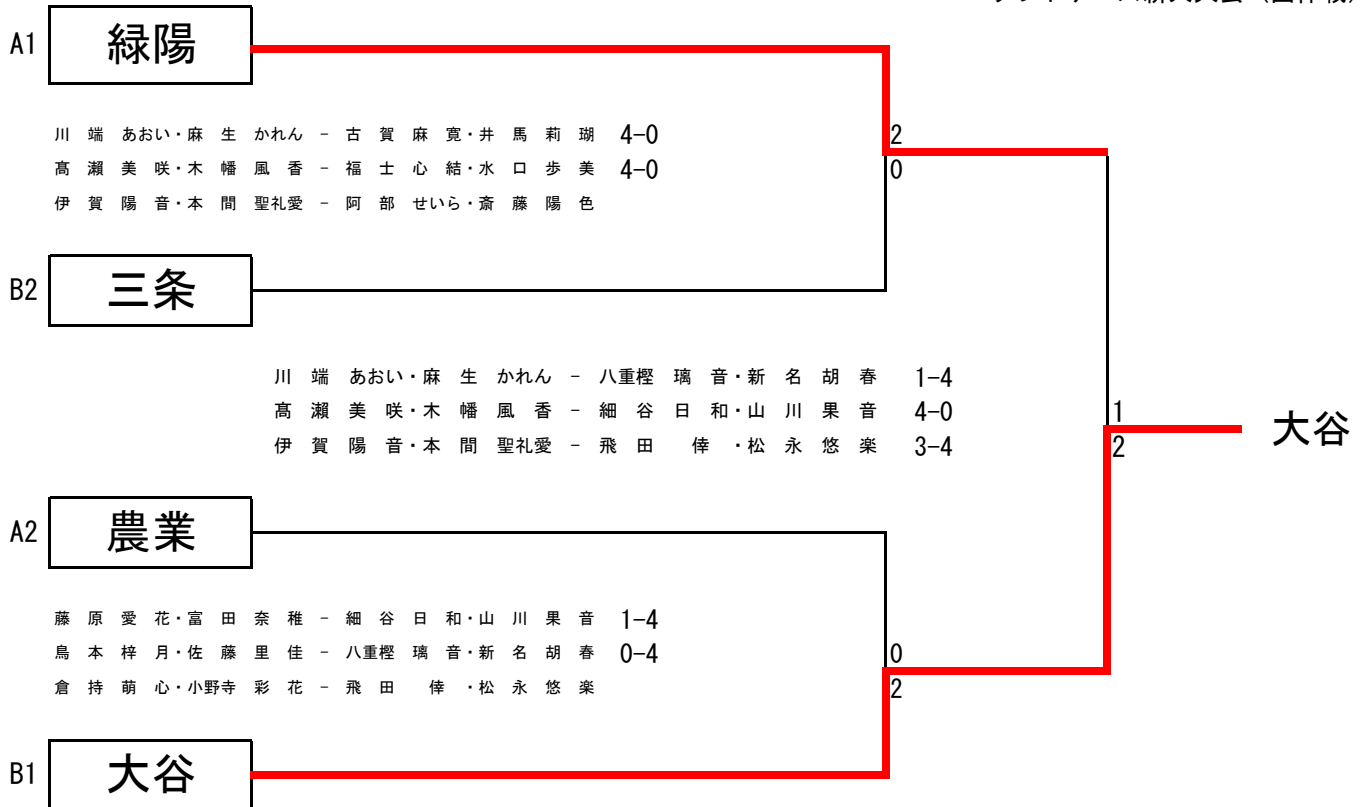 A1 緑陽
川端 あおい・麻生 かれん － 古賀麻寛・井馬莉瑚 4-0
髙瀬美咲・木幡風香 － 福士心結・水口歩美 4-0
伊賀陽音・本間 聖礼愛 － 阿部 せいら・斎藤陽色
2
0
B2 三条
川端 あおい・麻生 かれん － 八重樫 璃音・新名胡春 1-4
髙瀬美咲・木幡風香 － 細谷日和・山川果音 4-0
伊賀陽音・本間 聖礼愛 － 飛田 倖・松永悠楽 3-4
1
2
大谷
A2 農業
藤原愛花・富田奈稚 － 細谷日和・山川果音 1-4
鳥本梓月・佐藤里佳 － 八重樫 璃音・新名胡春 0-4
倉持萌心・小野寺 彩花 － 飛田 倖・松永悠楽
0
2
B1 大谷